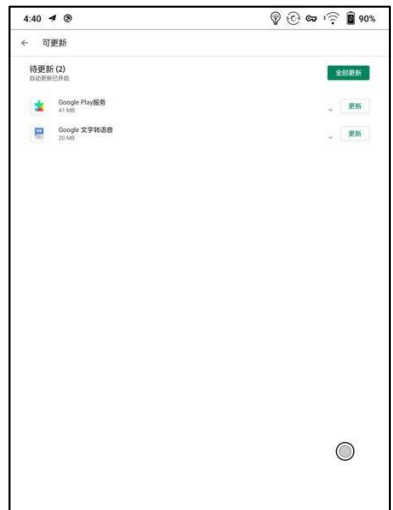 4:40
90%
可更新
待更新 (2)
自动更新已开启
全部更新
Google Play服务
41 MB
更新
Google 文字转语音
20 MB
更新